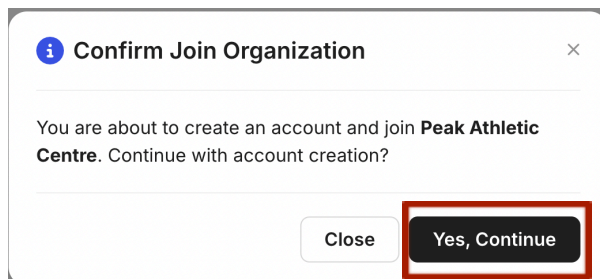 Confirm Join Organization
You are about to create an account and join Peak Athletic
Centre. Continue with account creation?
Close
Yes, Continue